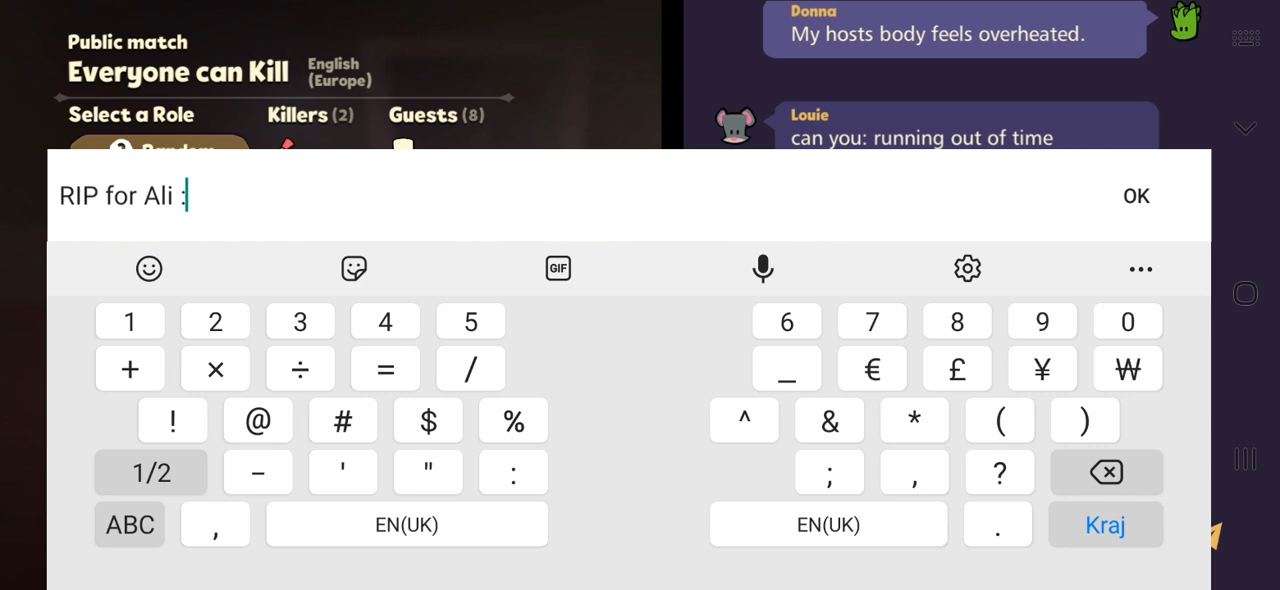 Public match
Everyone can Kill
English
(Europe)
Select a Role
Killers (2)
Guests (8)
Random
Donna
My hosts body feels overheated.
Louie
can you: running out of time
RIP for Ali :
OK
GIF
1 2 3 4 5 6 7 8 9 0
+ × ÷ = / _ € £ ¥ ₩
! @ # $ % ^ & * ( )
1/2 - ' " : ; , ?
ABC , EN(UK) EN(UK) . Kraj